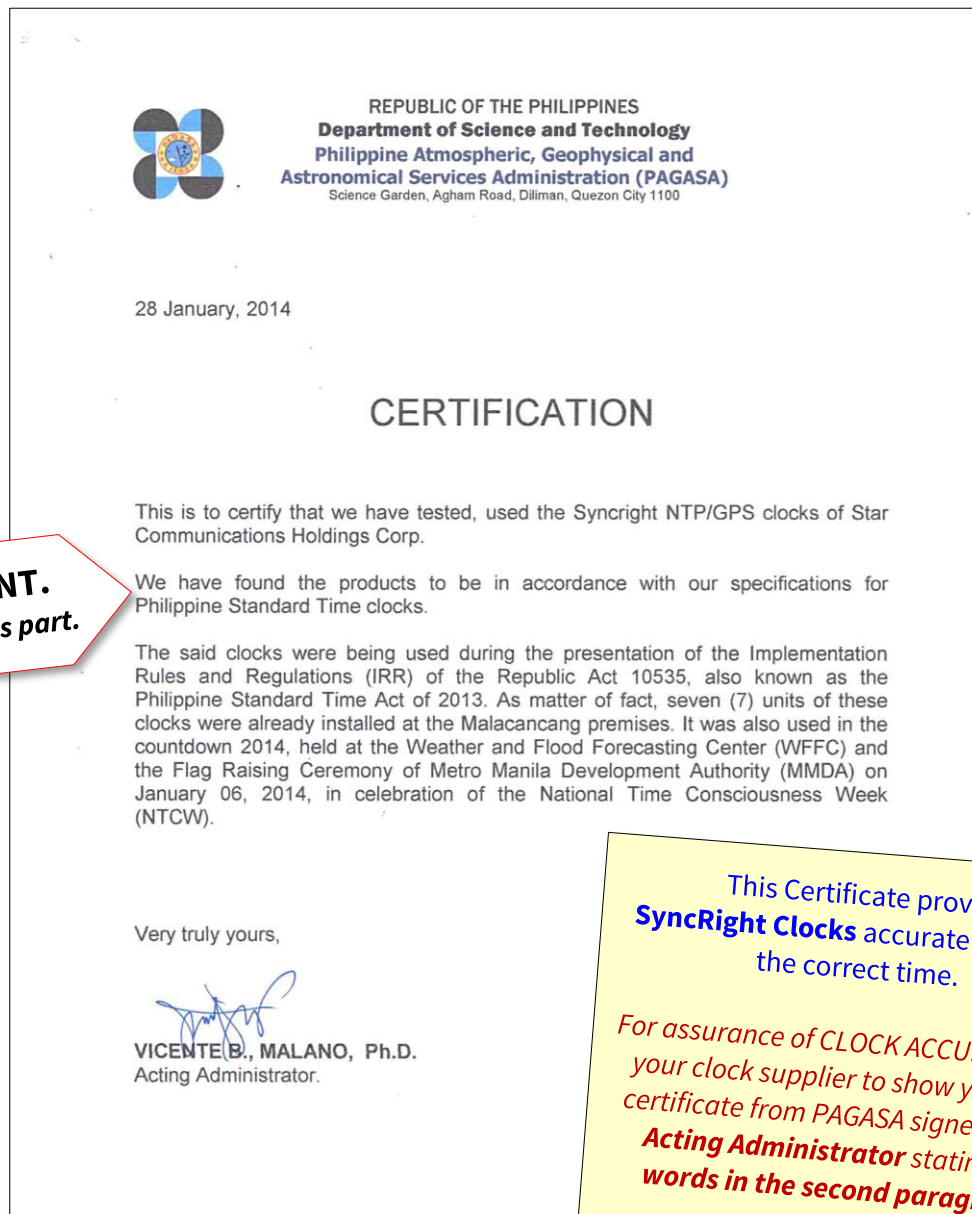 REPUBLIC OF THE PHILIPPINES
Department of Science and Technology
Philippine Atmospheric, Geophysical and
Astronomical Services Administration (PAGASA)
Science Garden, Agham Road, Diliman, Quezon City 1100
28 January, 2014
CERTIFICATION
This is to certify that we have tested, used the Syncright NTP/GPS clocks of Star
Communications Holdings Corp.
NT.
s part.
We have found the products to be in accordance with our specifications for
Philippine Standard Time clocks.
The said clocks were being used during the presentation of the Implementation
Rules and Regulations (IRR) of the Republic Act 10535, also known as the
Philippine Standard Time Act of 2013. As matter of fact, seven (7) units of these
clocks were already installed at the Malacancang premises. It was also used in the
countdown 2014, held at the Weather and Flood Forecasting Center (WFFC) and
the Flag Raising Ceremony of Metro Manila Development Authority (MMDA) on
January 06, 2014, in celebration of the National Time Consciousness Week
(NTCW).
Very truly yours,
VICENTE B., MALANO, Ph.D.
Acting Administrator.
This Certificate prov
SyncRight Clocks accurate
the correct time.
For assurance of CLOCK ACCU
your clock supplier to show y
certificate from PAGASA signe
Acting Administrator stati
words in the second parag